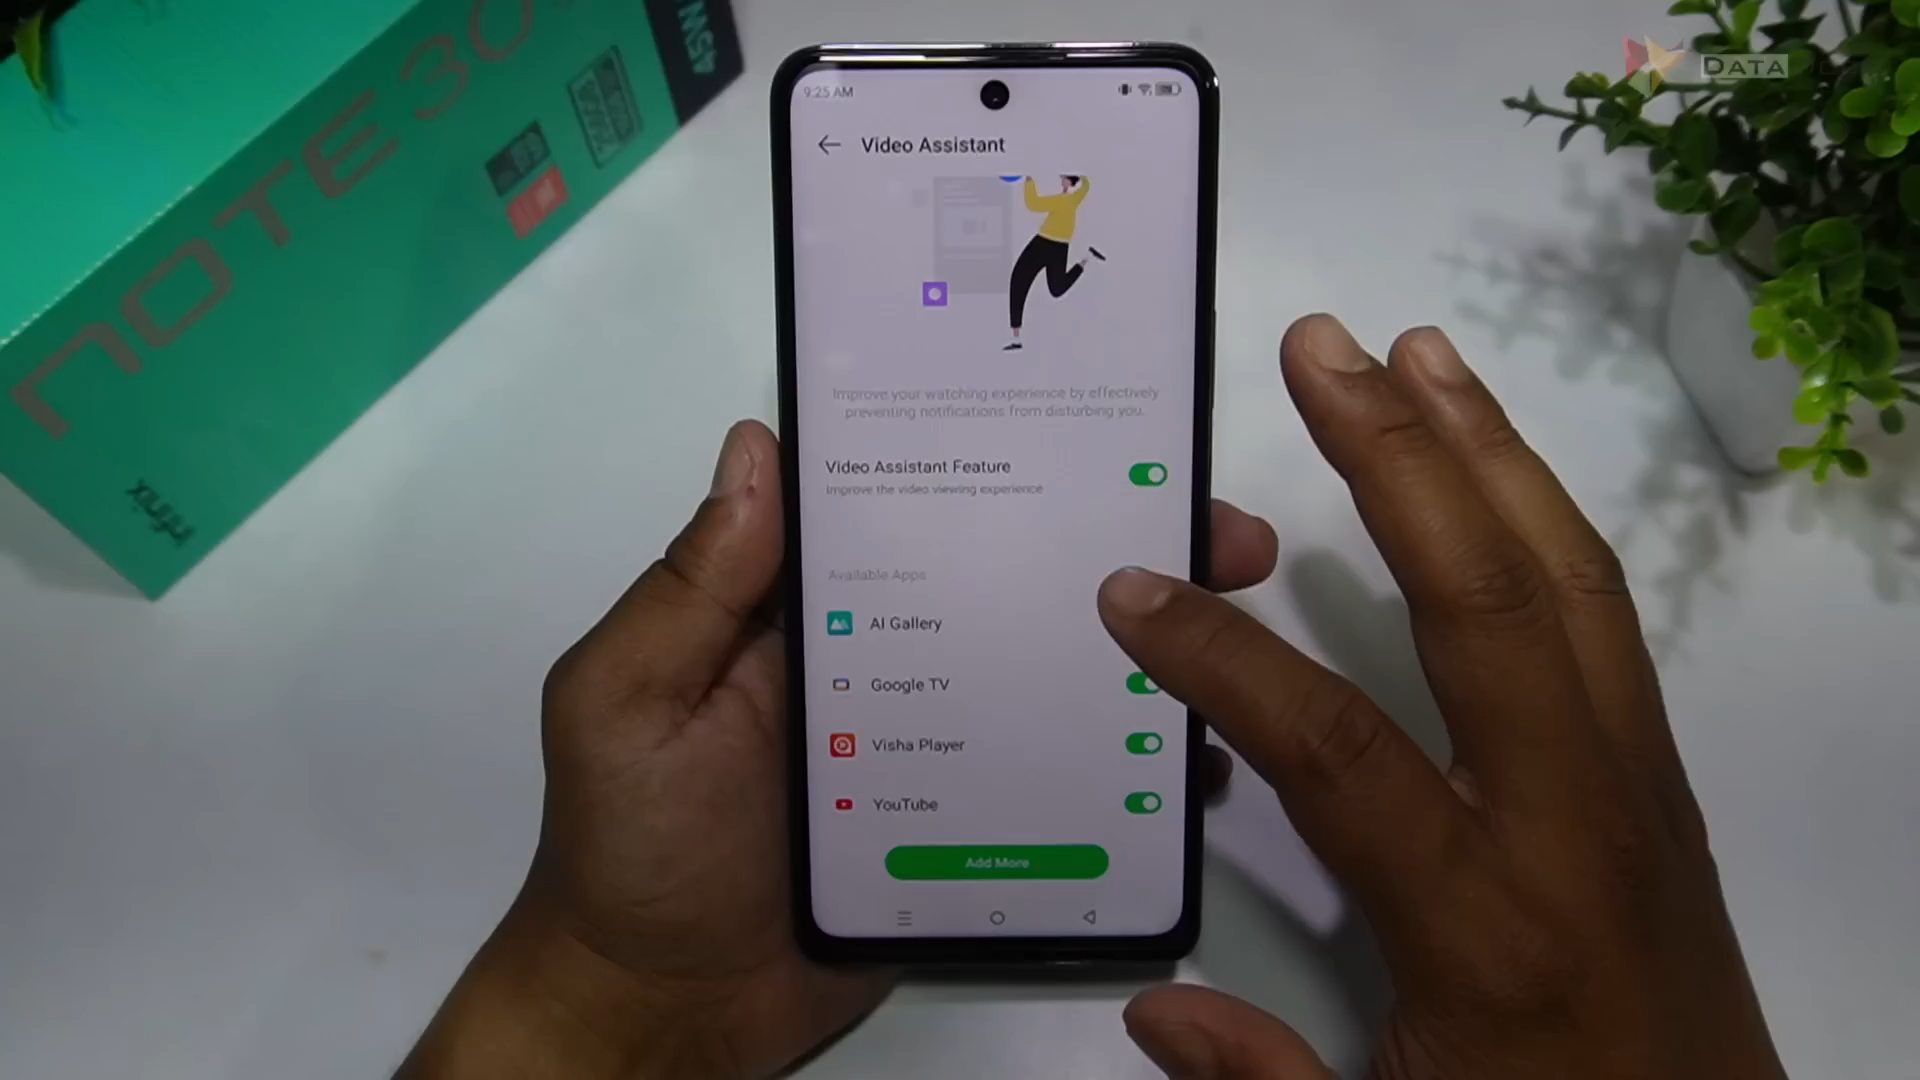 NOTE 30
45W
Infinix
DATA
9:25 AM
Video Assistant
Improve your watching experience by effectively
preventing notifications from disturbing you.
Video Assistant Feature
Improve the video viewing experience
Available Apps
AI Gallery
Google TV
Visha Player
YouTube
Add More